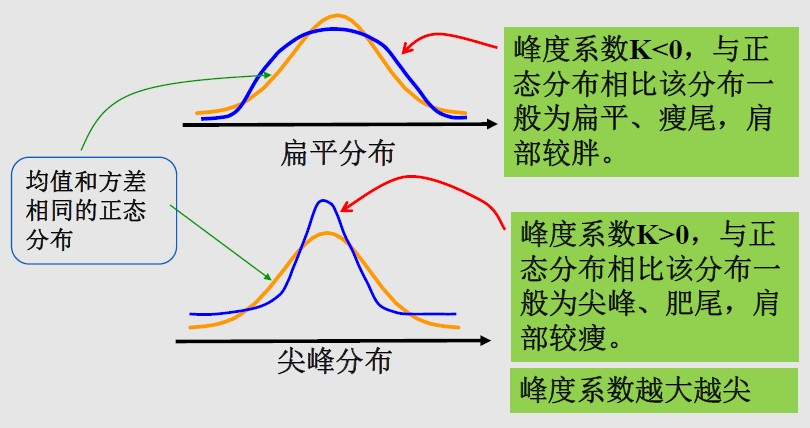 峰度系数K<0，与正
态分布相比该分布一
般为扁平、瘦尾，肩
部较胖。
扁平分布
均值和方差
相同的正态
分布
峰度系数K>0，与正
态分布相比该分布一
般为尖峰、肥尾，肩
部较瘦。
尖峰分布
峰度系数越大越尖